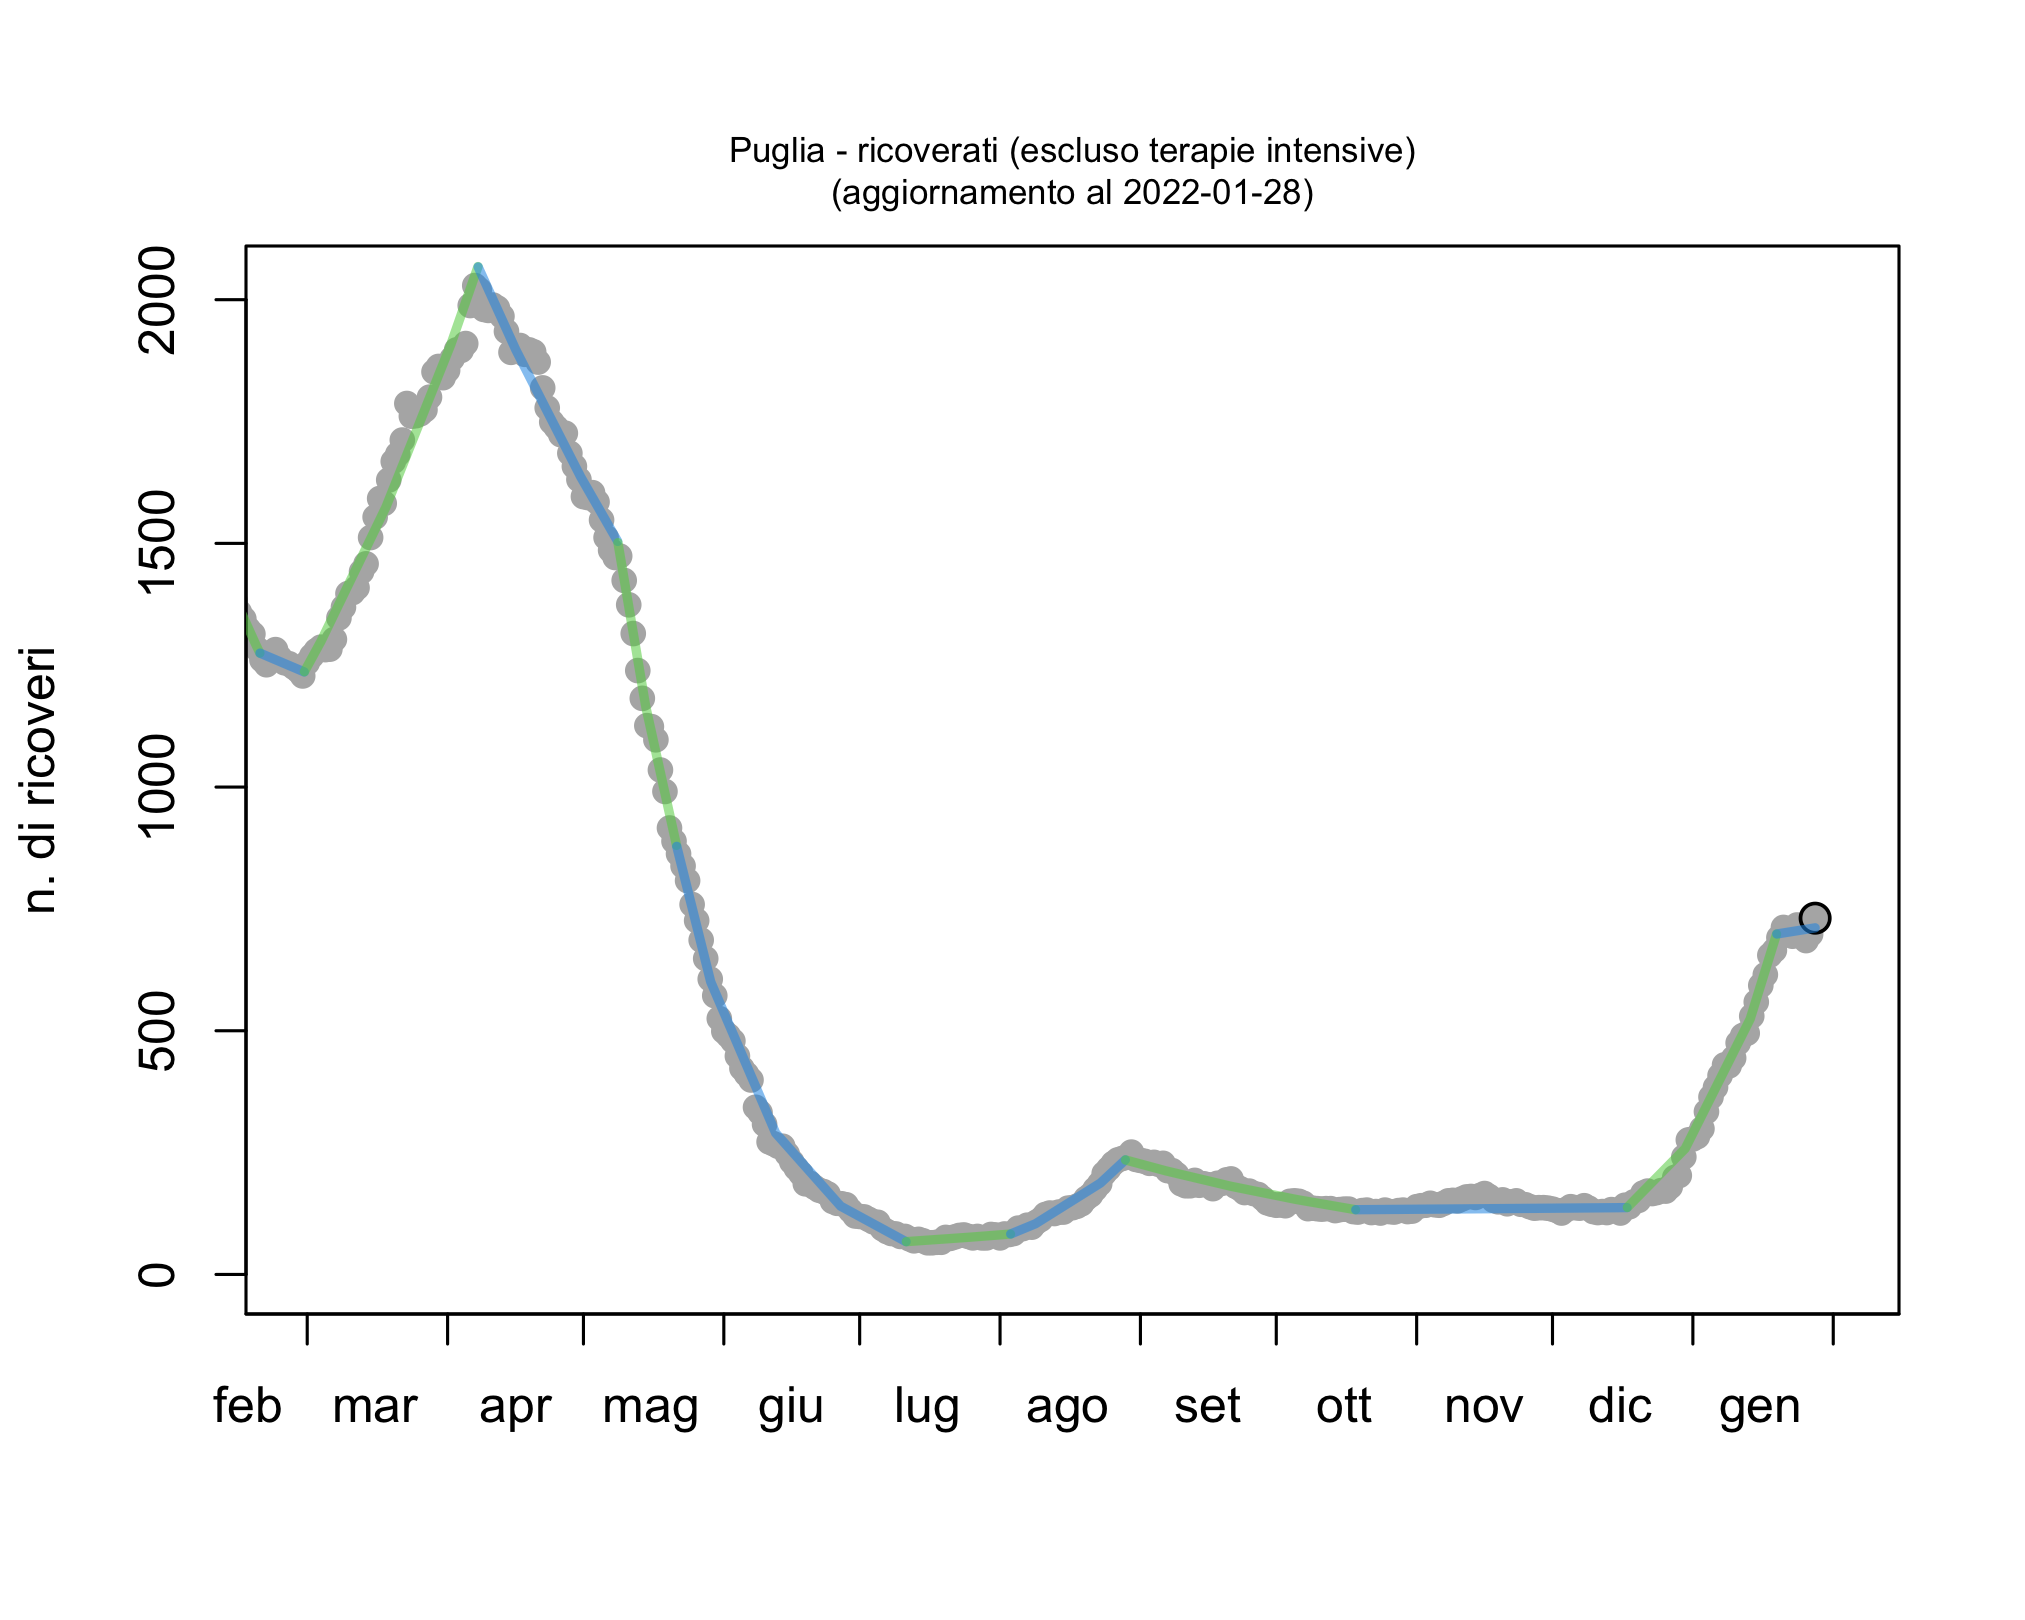 Puglia - ricoverati (escluso terapie intensive)
(aggiornamento al 2022-01-28)
n. di ricoveri
2000
1500
1000
500
0
feb mar apr mag giu lug ago set ott nov dic gen